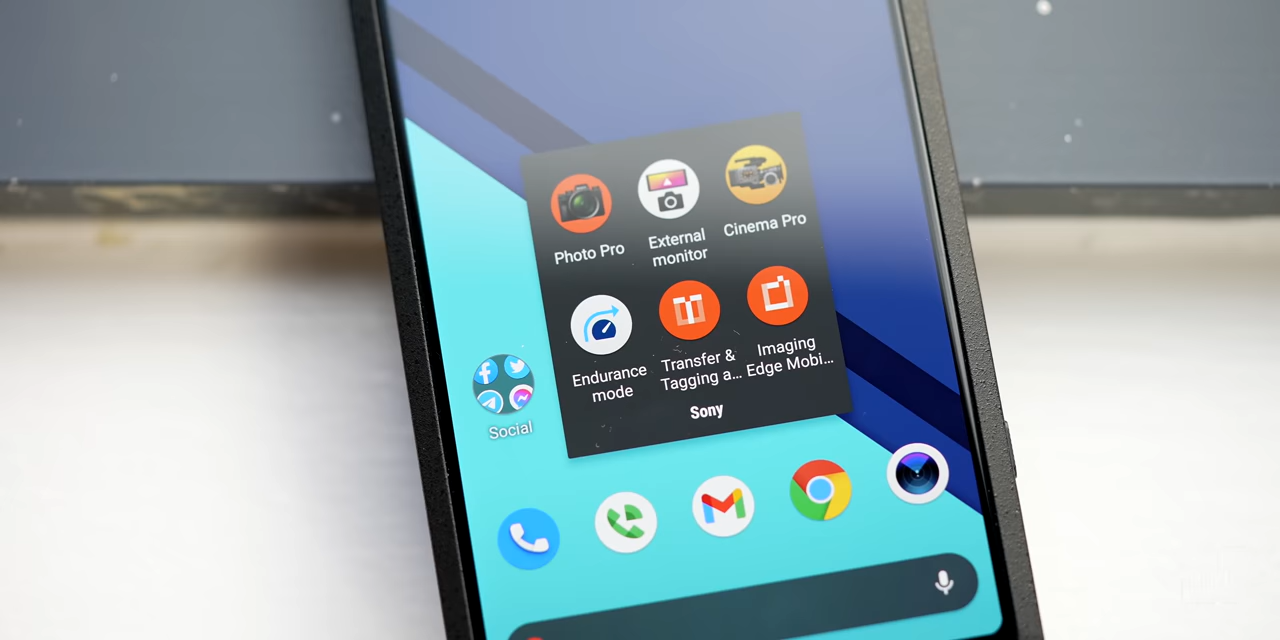 Photo Pro
External
monitor
Cinema Pro
Endurance
mode
Transfer &
Tagging a...
Imaging
Edge Mobi...
Sony
Social